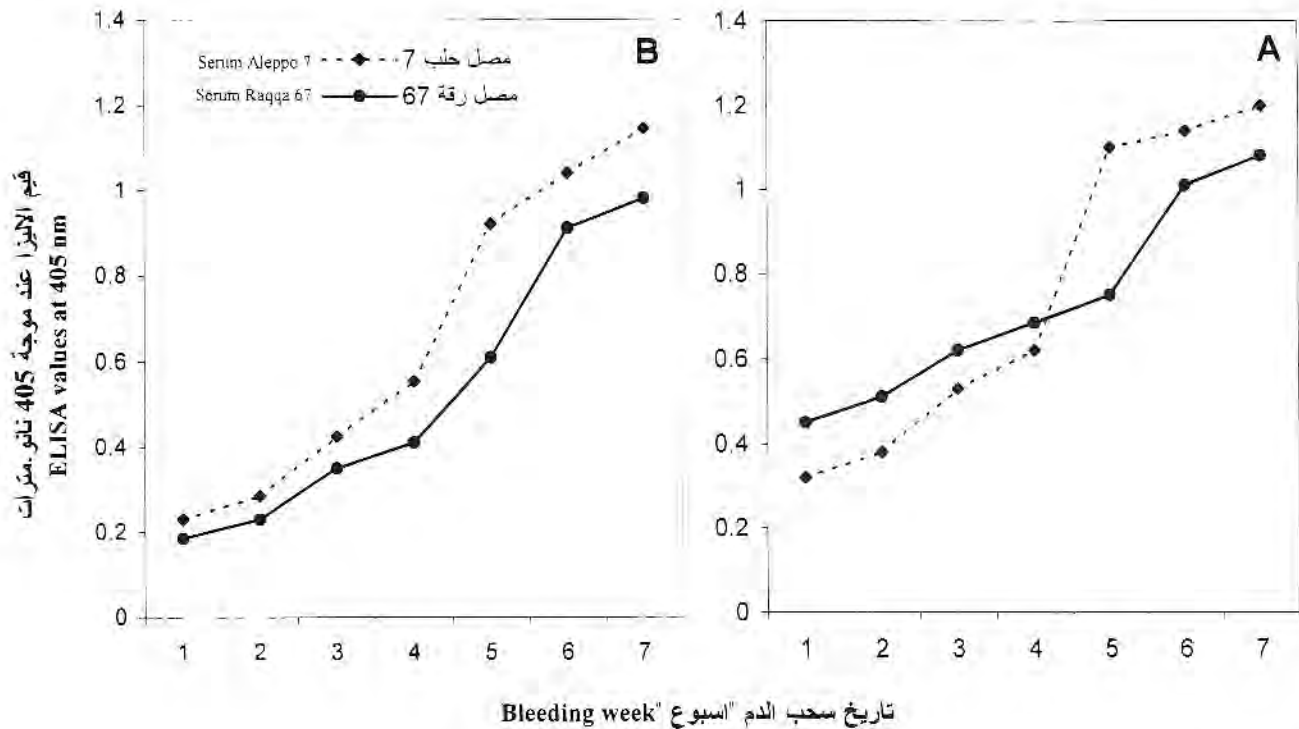 B
A
Serum Aleppo 7 مصل حلب 7
Serum Raqqa 67 مصل رقة 67
1.4
1.2
1
0.8
0.6
0.4
0.2
0
1 2 3 4 5 6 7
1.4
1.2
1
0.8
0.6
0.4
0.2
0
1 2 3 4 5 6 7
قيم الاليزا عند موجة 405 نانو.مترات
ELISA values at 405 nm
Bleeding week" تاريخ سحب الدم "اسبوع